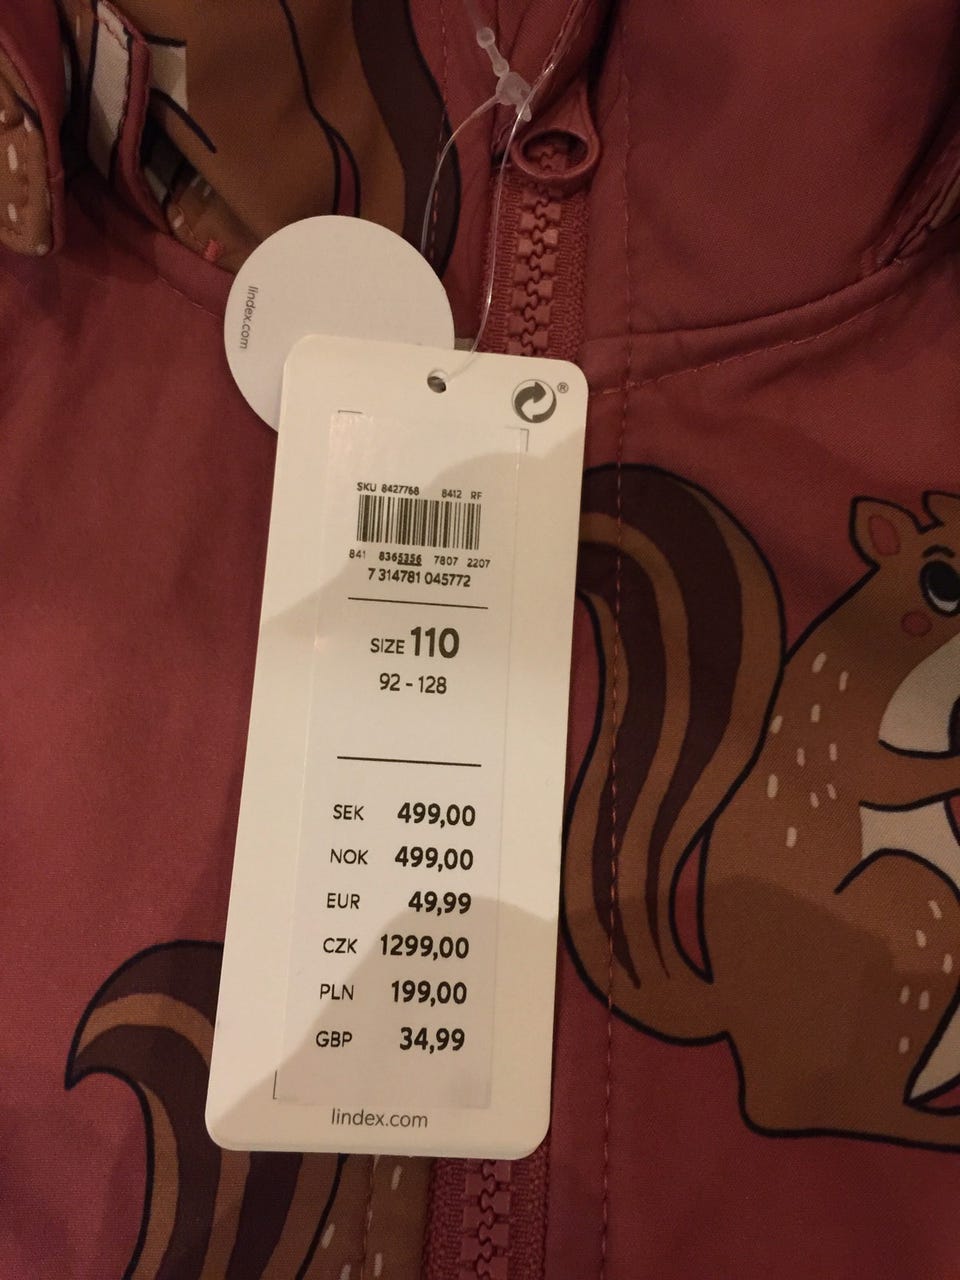 lindex.com
®
SKU 8427768 8412 RF
841 8365356 7807 2207
7 314781 045772
SIZE 110
92 - 128
SEK 499,00
NOK 499,00
EUR 49,99
CZK 1299,00
PLN 199,00
GBP 34,99
lindex.com